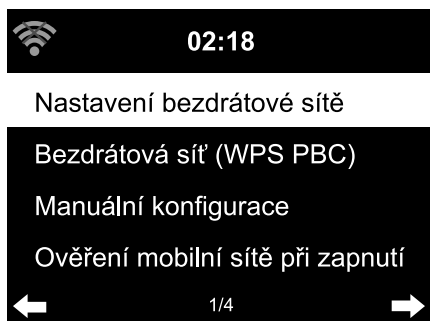 02:18
Nastavení bezdrátové sítě
Bezdrátová síť (WPS PBC)
Manuální konfigurace
Ověření mobilní sítě při zapnutí
1/4